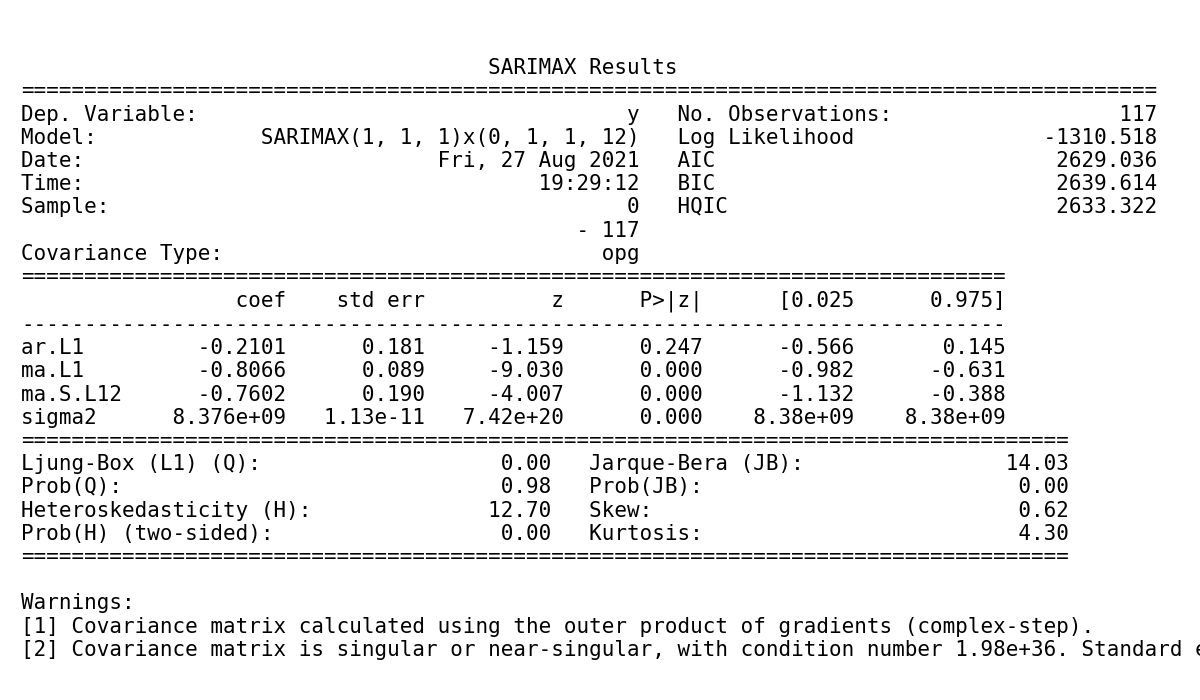 SARIMAX Results
==========================================================================================
Dep. Variable:                                  y   No. Observations:                  117
Model:             SARIMAX(1, 1, 1)x(0, 1, 1, 12)   Log Likelihood               -1310.518
Date:                            Fri, 27 Aug 2021   AIC                           2629.036
Time:                                    19:29:12   BIC                           2639.614
Sample:                                         0   HQIC                          2633.322
                                            - 117
Covariance Type:                              opg
==============================================================================
                 coef    std err          z      P>|z|      [0.025      0.975]
------------------------------------------------------------------------------
ar.L1         -0.2101      0.181     -1.159      0.247      -0.566       0.145
ma.L1         -0.8066      0.089     -9.030      0.000      -0.982      -0.631
ma.S.L12      -0.7602      0.190     -4.007      0.000      -1.132      -0.388
sigma2      8.376e+09   1.13e-11   7.42e+20      0.000    8.38e+09    8.38e+09
===================================================================================
Ljung-Box (L1) (Q):                   0.00   Jarque-Bera (JB):                14.03
Prob(Q):                              0.98   Prob(JB):                         0.00
Heteroskedasticity (H):              12.70   Skew:                             0.62
Prob(H) (two-sided):                  0.00   Kurtosis:                         4.30
===================================================================================
Warnings:
[1] Covariance matrix calculated using the outer product of gradients (complex-step).
[2] Covariance matrix is singular or near-singular, with condition number 1.98e+36. Standard